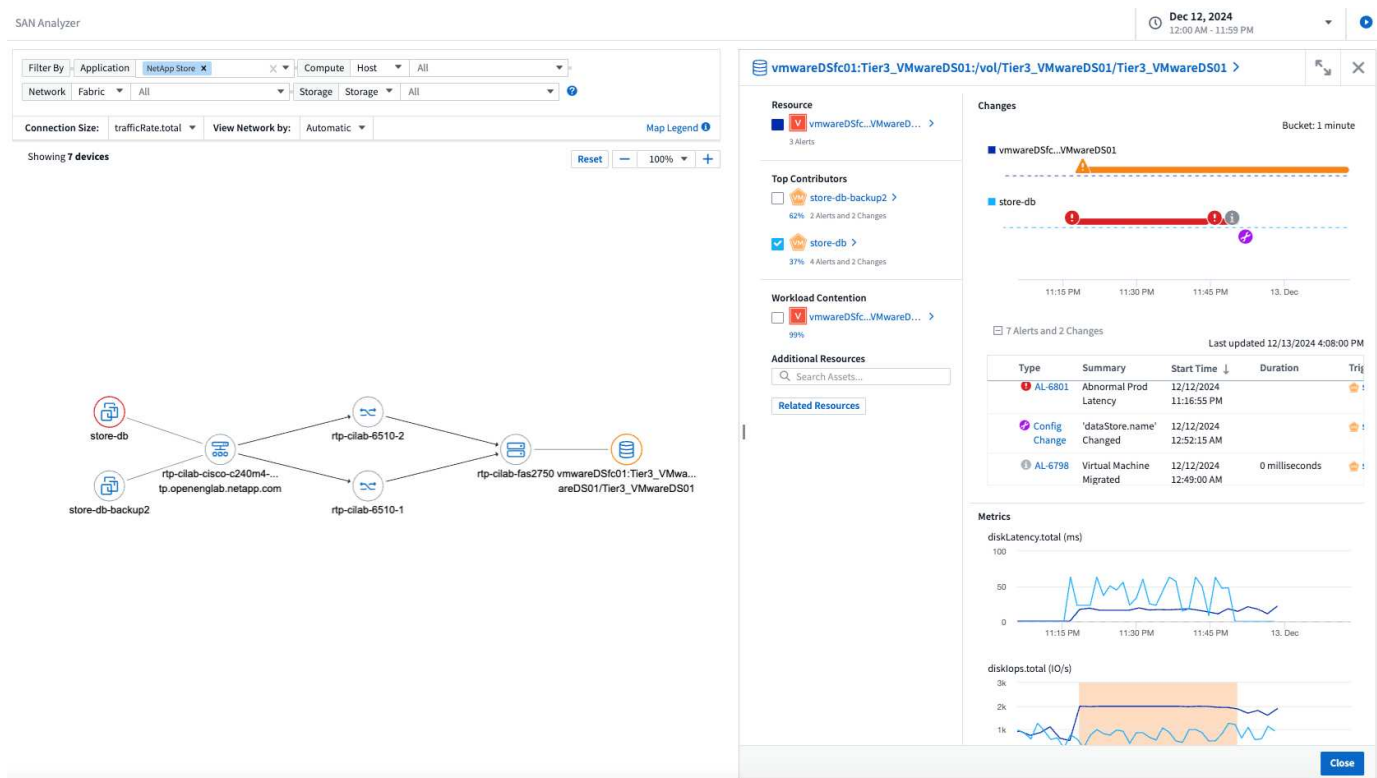 SAN Analyzer
Dec 12, 2024
12:00 AM - 11:59 PM
Filter By Application NetApp Store × Compute Host All
Network Fabric All Storage Storage All
Connection Size: trafficRate.total View Network by: Automatic Map Legend
Showing 7 devices
Reset 100%
store-db
rtp-cilab-6510-2
rtp-cilab-cisco-c240m4-...
tp.openenglab.netapp.com
rtp-cilab-fas2750 vmwareDSfc01:Tier3_VMwa...
areDS01/Tier3_VMwareDS01
store-db-backup2
rtp-cilab-6510-1
vmwareDSfc01:Tier3_VMwareDS01:/vol/Tier3_VMwareDS01/Tier3_VMwareDS01
Resource
V vmwareDSfc...VMwareD...
3 Alerts
Top Contributors
VM store-db-backup2
62% 2 Alerts and 2 Changes
VM store-db
37% 4 Alerts and 2 Changes
Workload Contention
V vmwareDSfc...VMwareD...
99%
Additional Resources
Search Assets...
Related Resources
Changes
Bucket: 1 minute
vmwareDSfc...VMwareDS01
store-db
11:15 PM 11:30 PM 11:45 PM 13. Dec
7 Alerts and 2 Changes
Last updated 12/13/2024 4:08:00 PM
Type Summary Start Time ↓ Duration Trig
AL-6801 Abnormal Prod Latency 12/12/2024 11:16:55 PM
Config Change 'dataStore.name' Changed 12/12/2024 12:52:15 AM
AL-6798 Virtual Machine Migrated 12/12/2024 12:49:00 AM 0 milliseconds
Metrics
diskLatency.total (ms)
100
50
0
11:15 PM 11:30 PM 11:45 PM 13. Dec
diskIops.total (IO/s)
3k
2k
1k
Close